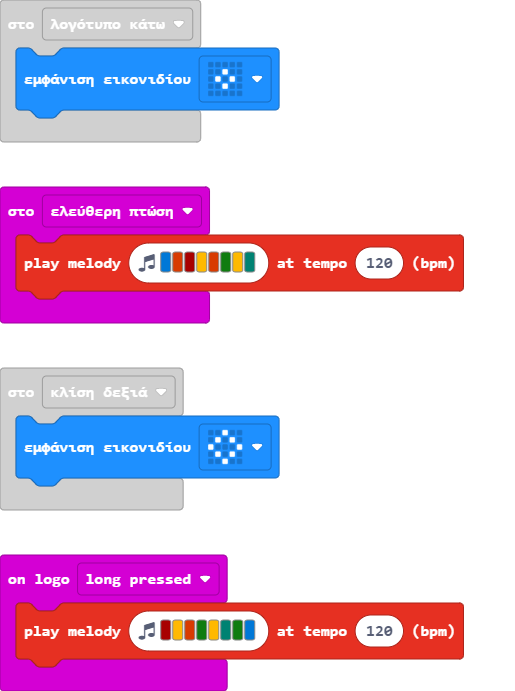 στο λογότυπο κάτω
εμφάνιση εικονιδίου
στο ελεύθερη πτώση
play melody at tempo 120 (bpm)
στο κλίση δεξιά
εμφάνιση εικονιδίου
on logo long pressed
play melody at tempo 120 (bpm)